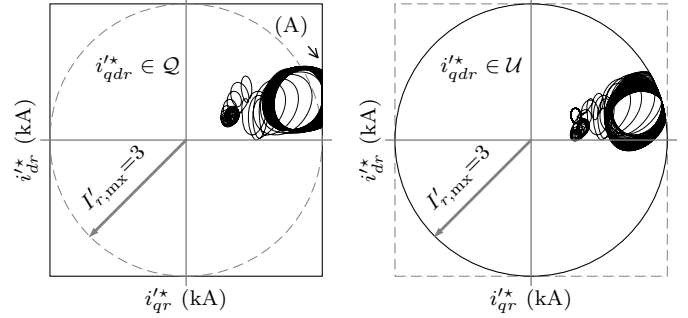 (A)
i′⋆qdr ∈ 𝒬
i′⋆dr (kA)
I′r,mx=3
i′⋆qr (kA)
i′⋆qdr ∈ 𝒰
i′⋆dr (kA)
I′r,mx=3
i′⋆qr (kA)